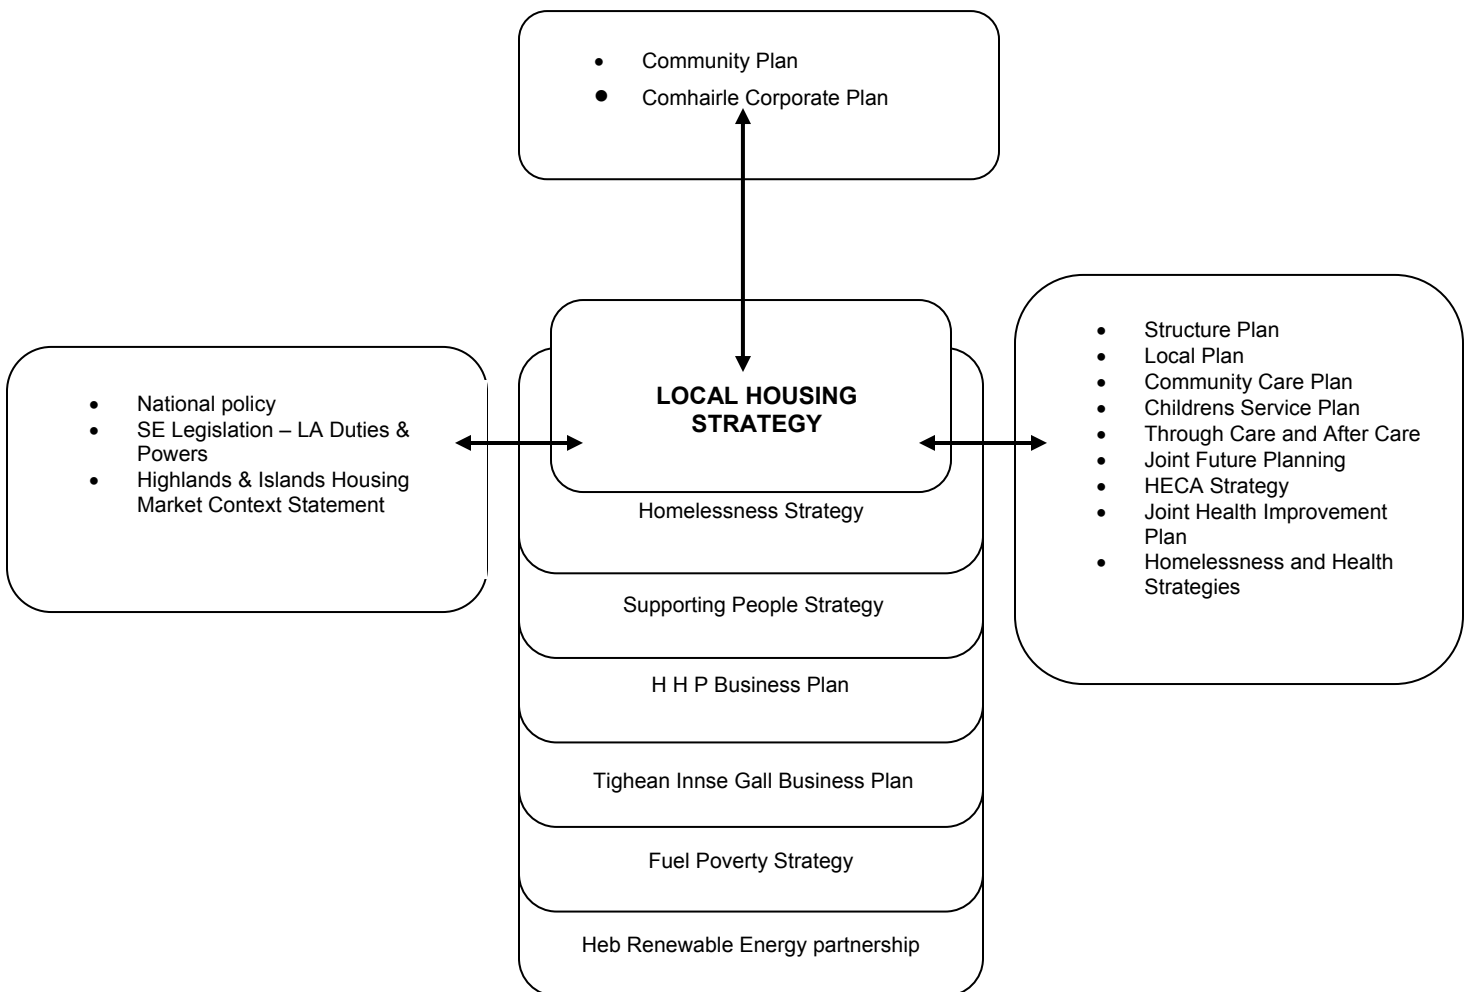 • Community Plan
• Comhairle Corporate Plan
LOCAL HOUSING
STRATEGY
• National policy
• SE Legislation – LA Duties &
Powers
• Highlands & Islands Housing
Market Context Statement
• Structure Plan
• Local Plan
• Community Care Plan
• Childrens Service Plan
• Through Care and After Care
• Joint Future Planning
• HECA Strategy
• Joint Health Improvement
Plan
• Homelessness and Health
Strategies
Homelessness Strategy
Supporting People Strategy
H H P Business Plan
Tighean Innse Gall Business Plan
Fuel Poverty Strategy
Heb Renewable Energy partnership